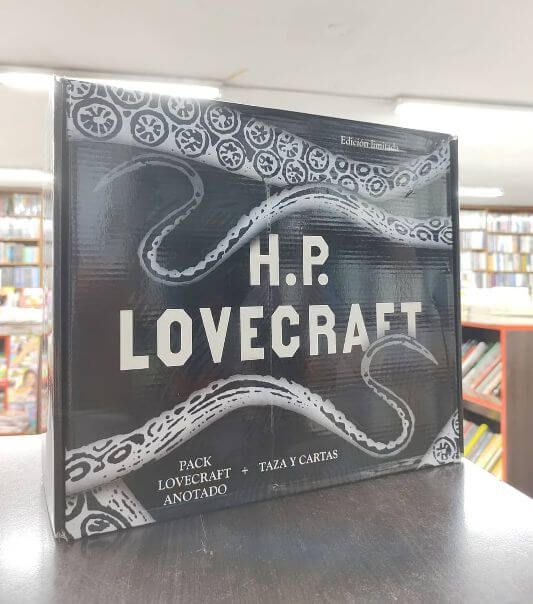 Edición limitada
H.P.
LOVECRAFT
PACK
LOVECRAFT + TAZA Y CARTAS
ANOTADO